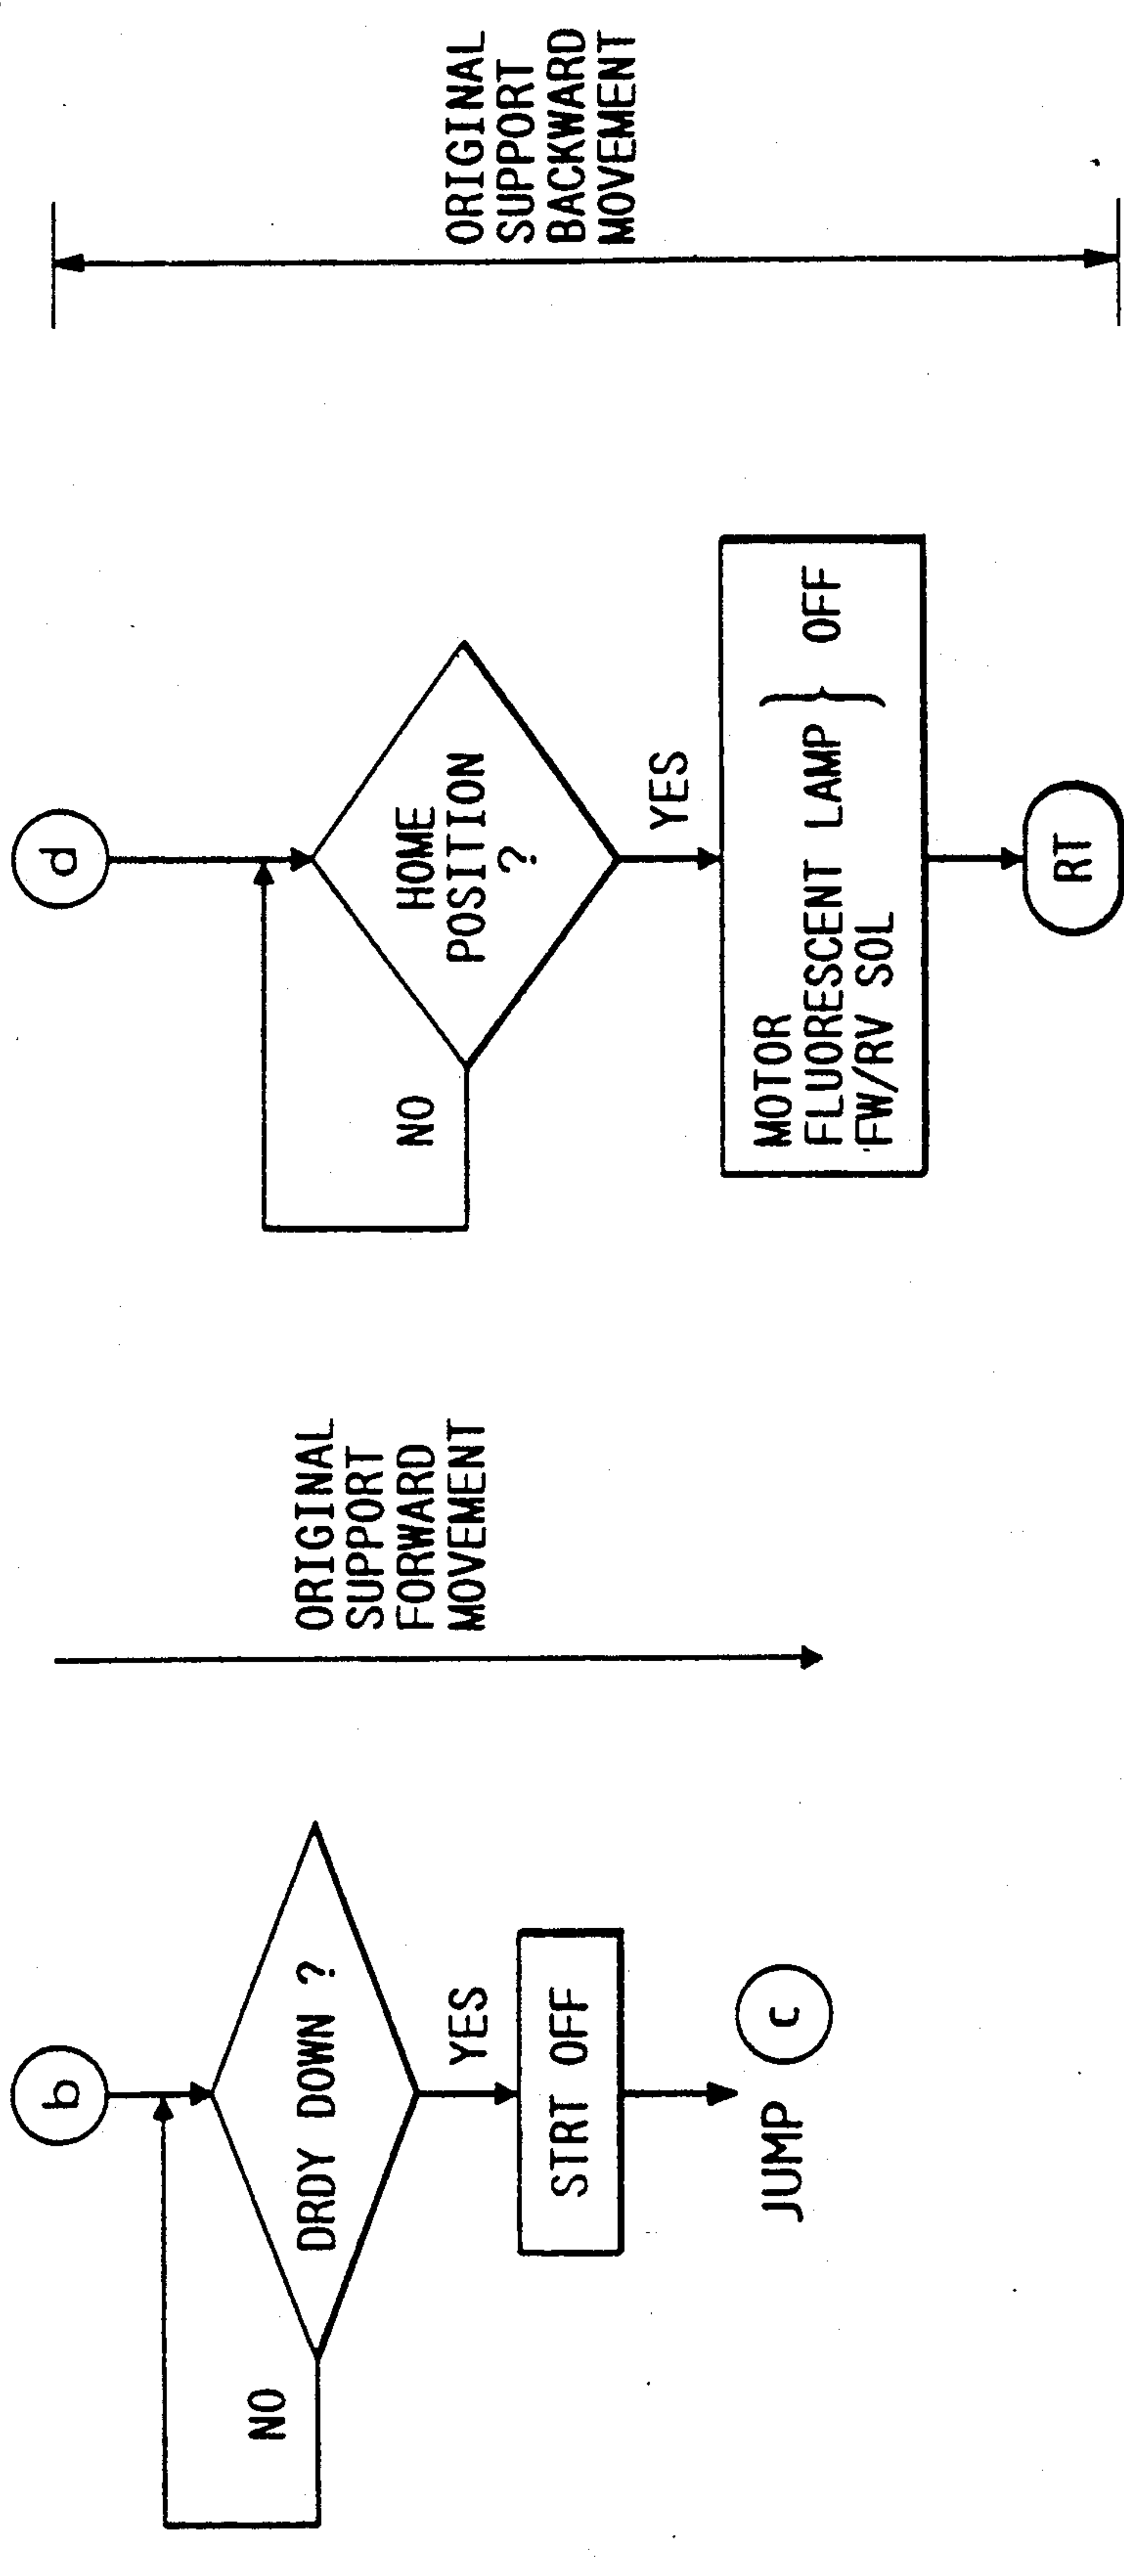 b
DRDY DOWN ?
NO
YES
STRT OFF
JUMP c
ORIGINAL
SUPPORT
FORWARD
MOVEMENT
d
HOME
POSITION
?
NO
YES
MOTOR
FLUORESCENT LAMP } OFF
FW/RV SOL
RT
ORIGINAL
SUPPORT
BACKWARD
MOVEMENT